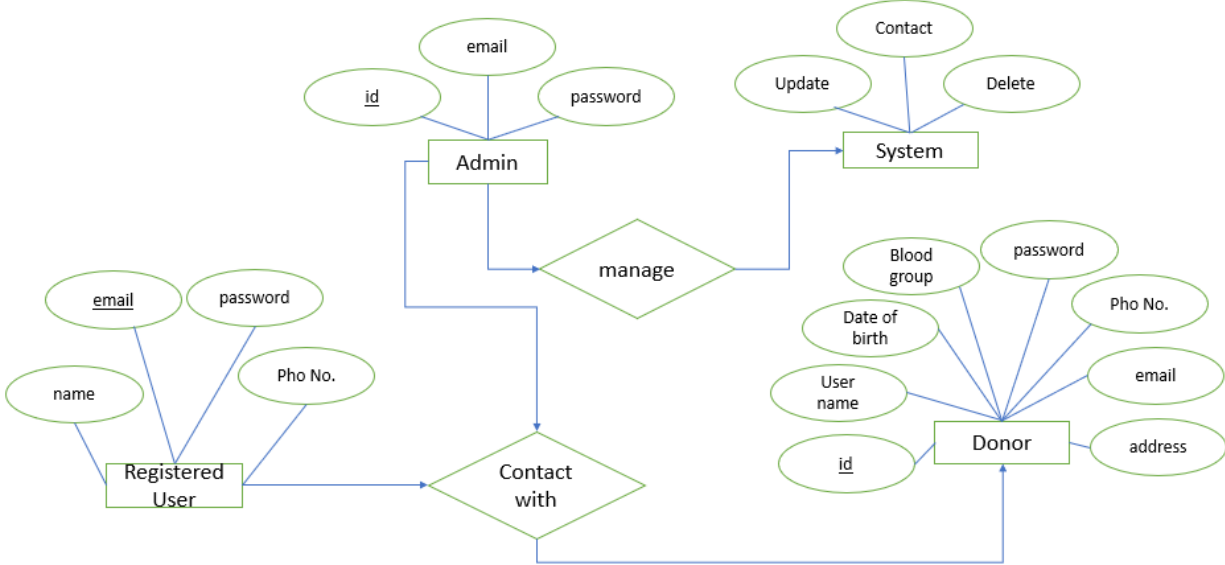 email
Contact
id
password
Update
Delete
Admin
System
manage
Blood
group
password
email
password
Date of
birth
Pho No.
name
Pho No.
User
name
email
Registered
User
Contact
with
id
Donor
address